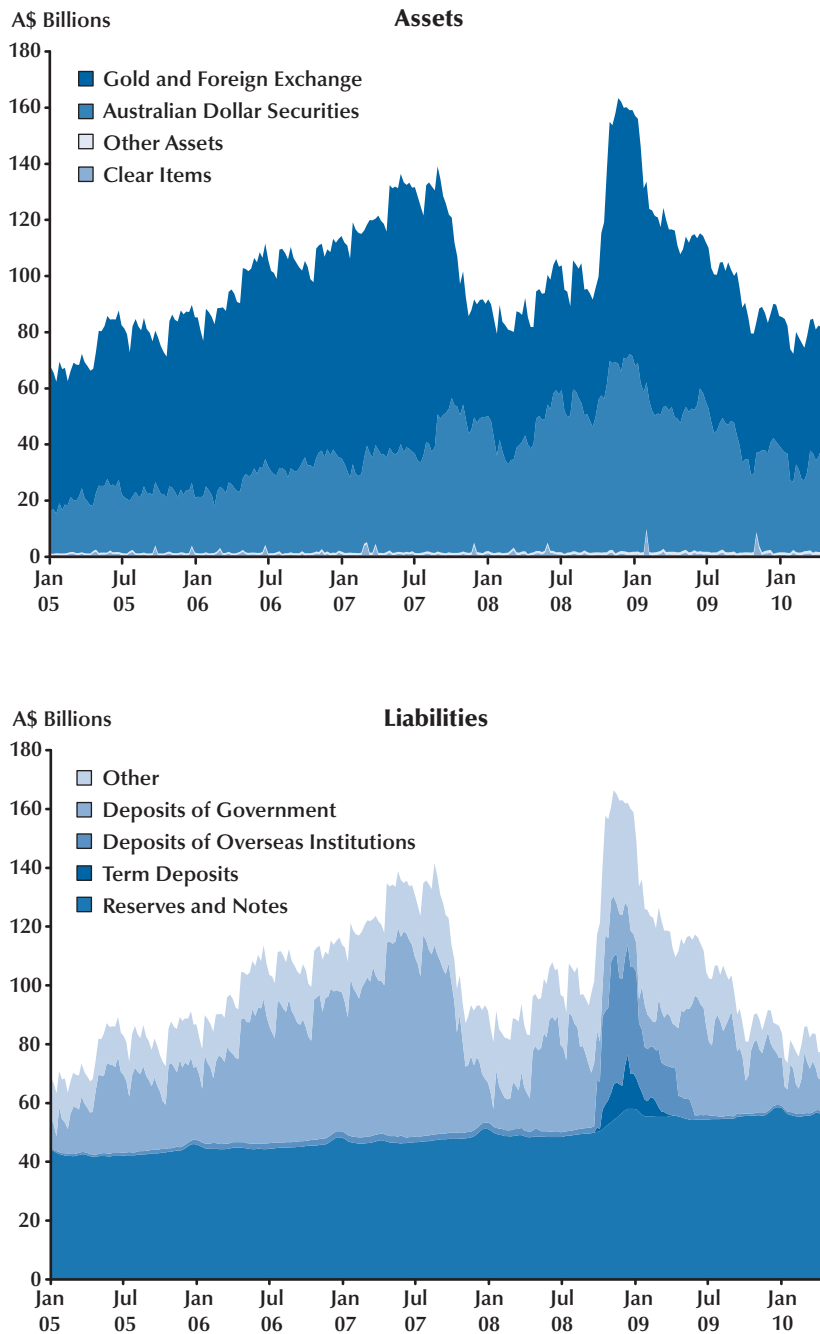 Assets
A$ Billions
180
160
140
120
100
80
60
40
20
0
Gold and Foreign Exchange
Australian Dollar Securities
Other Assets
Clear Items
Jan Jul Jan Jul Jan Jul Jan Jul Jan Jul Jan
05 05 06 06 07 07 08 08 09 09 10
Liabilities
A$ Billions
180
160
140
120
100
80
60
40
20
0
Other
Deposits of Government
Deposits of Overseas Institutions
Term Deposits
Reserves and Notes
Jan Jul Jan Jul Jan Jul Jan Jul Jan Jul Jan
05 05 06 06 07 07 08 08 09 09 10